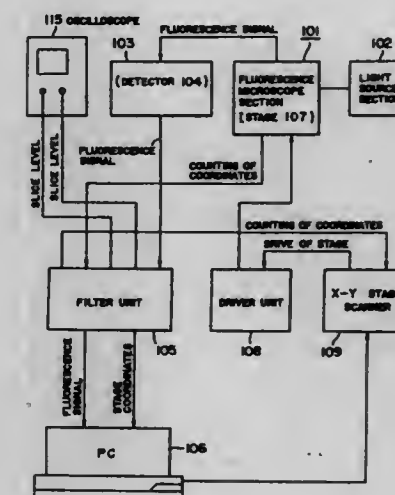 115 OSCILLOSCOPE
103
FLUORESCENCE SIGNAL
101
102
(DETECTOR 104)
FLUORESCENCE
MICROSCOPE
SECTION
[STAGE 107]
LIGHT
SOURCE
SECTION
SLICE LEVEL
SLICE LEVEL
FLUORESCENCE
SIGNAL
COUNTING OF
COORDINATES
COUNTING OF COORDINATES
DRIVE OF STAGE
FILTER UNIT
DRIVER UNIT
X-Y STAGE
SCANNER
105
108
109
FLUORESCENCE
SIGNAL
STAGE
COORDINATES
PC
106